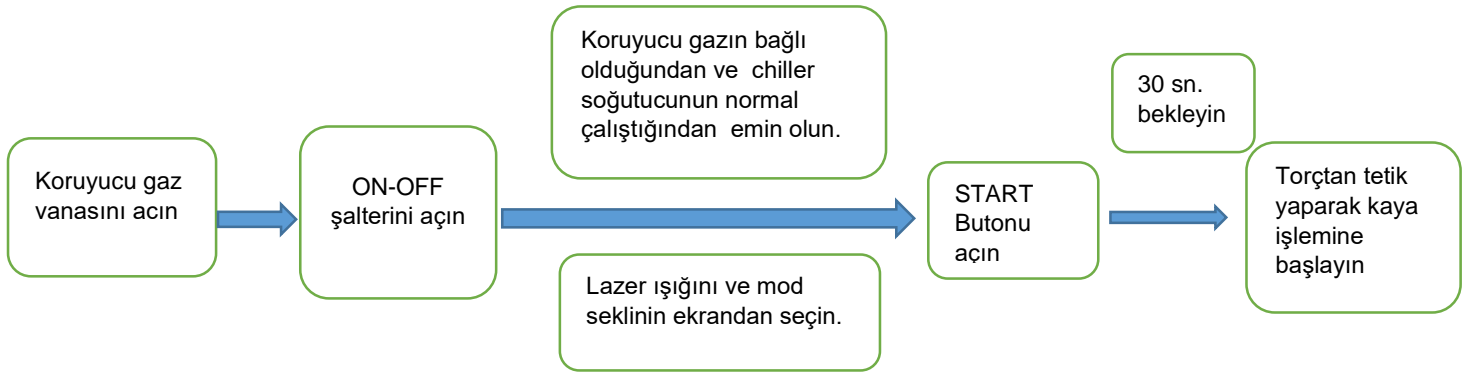 Koruyucu gaz
vanasını acın
ON-OFF
şalterini açın
Koruyucu gazın bağlı
olduğundan ve chiller
soğutucunun normal
çalıştığından emin olun.
Lazer ışığını ve mod
seklinin ekrandan seçin.
START
Butonu
açın
30 sn.
bekleyin
Torçtan tetik
yaparak kaya
işlemine
başlayın